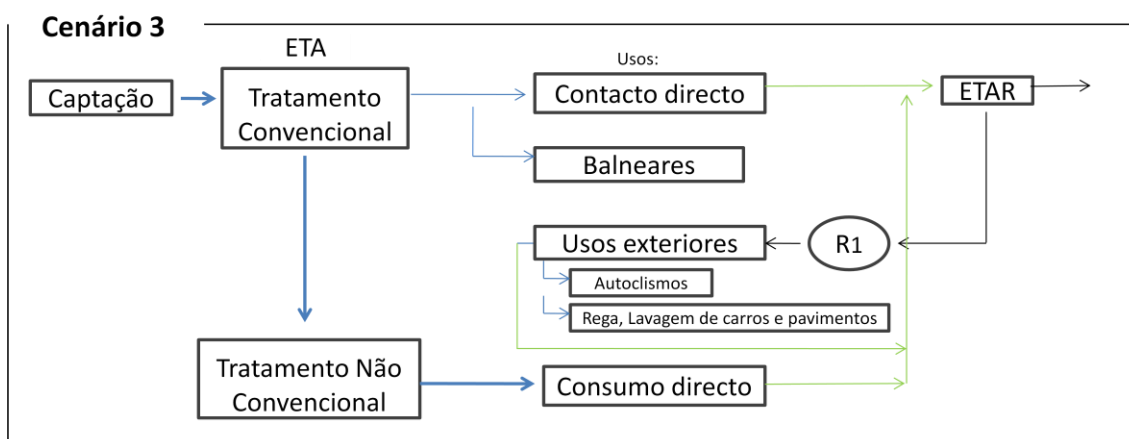 Cenário 3
ETA
Usos:
Captação
Tratamento
Convencional
Contacto directo
ETAR
Balneares
Usos exteriores
R1
Autoclismos
Rega, Lavagem de carros e pavimentos
Tratamento Não
Convencional
Consumo directo